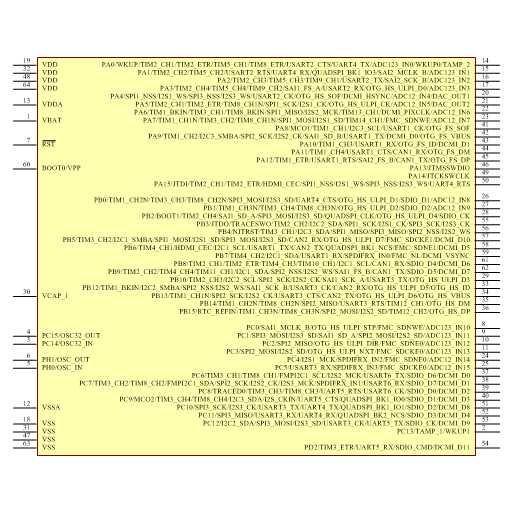 19 VDD PA0/WKUP/TIM2_CH1/TIM2_ETR/TIM5_CH1/TIM8_ETR/USART2_CTS/UART4_TX/ADC123_IN0/WKUP0/TAMP_2 14
32 VDD PA1/TIM2_CH2/TIM5_CH2/USART2_RTS/UART4_RX/QUADSPI_BK1_IO3/SAI2_MCLK_B/ADC123_IN1 15
48 VDD PA2/TIM2_CH3/TIM5_CH3/TIM9_CH1/USART2_TX/SAI2_SCK_B/ADC123_IN2 16
64 VDD PA3/TIM2_CH4/TIM5_CH4/TIM9_CH2/SAI1_FS_A/USART2_RX/OTG_HS_ULPI_D0/ADC123_IN3 17
PA4/SPI1_NSS/I2S1_WS/SPI3_NSS/I2S3_WS/USART2_CK/OTG_HS_SOF/DCMI_HSYNC/ADC12_IN4/DAC_OUT1 20
13 VDDA PA5/TIM2_CH1/TIM2_ETR/TIM8_CH1N/SPI1_SCK/I2S1_CK/OTG_HS_ULPI_CK/ADC12_IN5/DAC_OUT2 21
PA6/TIM1_BKIN/TIM3_CH1/TIM8_BKIN/SPI1_MISO/I2S2_MCK/TIM13_CH1/DCMI_PIXCLK/ADC12_IN6 22
1 VBAT PA7/TIM1_CH1N/TIM3_CH2/TIM8_CH1N/SPI1_MOSI/I2S1_SD/TIM14_CH1/FMC_SDNWE/ADC12_IN7 23
PA8/MCO1/TIM1_CH1/I2C3_SCL/USART1_CK/OTG_FS_SOF 41
PA9/TIM1_CH2/I2C3_SMBA/SPI2_SCK/I2S2_CK/SAI1_SD_B/USART1_TX/DCMI_D0/OTG_FS_VBUS 42
7 RST PA10/TIM1_CH3/USART1_RX/OTG_FS_ID/DCMI_D1 43
PA11/TIM1_CH4/USART1_CTS/CAN1_RX/OTG_FS_DM 44
PA12/TIM1_ETR/USART1_RTS/SAI2_FS_B/CAN1_TX/OTG_FS_DP 45
60 BOOT0/VPP PA13/JTMSSWDIO 46
PA14/JTCKSWCLK 49
PA15/JTDI/TIM2_CH1/TIM2_ETR/HDMI_CEC/SPI1_NSS/I2S1_WS/SPI3_NSS/I2S3_WS/UART4_RTS 50
PB0/TIM1_CH2N/TIM3_CH3/TIM8_CH2N/SPI3_MOSI/I2S3_SD/UART4_CTS/OTG_HS_ULPI_D1/SDIO_D1/ADC12_IN8 26
PB1/TIM1_CH3N/TIM3_CH4/TIM8_CH3N/OTG_HS_ULPI_D2/SDIO_D2/ADC12_IN9 27
PB2/BOOT1/TIM2_CH4/SAI1_SD_A/SPI3_MOSI/I2S3_SD/QUADSPI_CLK/OTG_HS_ULPI_D4/SDIO_CK 28
PB3/JTDO/TRACESWO/TIM2_CH2/I2C2_SDA/SPI1_SCK/I2S1_CK/SPI3_SCK/I2S3_CK 55
PB4/NJTRST/TIM3_CH1/I2C3_SDA/SPI1_MISO/SPI3_MISO/SPI2_NSS/I2S2_WS 56
PB5/TIM3_CH2/I2C1_SMBA/SPI1_MOSI/I2S1_SD/SPI3_MOSI/I2S3_SD/CAN2_RX/OTG_HS_ULPI_D7/FMC_SDCKE1/DCMI_D10 57
PB6/TIM4_CH1/HDMI_CEC/I2C1_SCL/USART1_TX/CAN2_TX/QUADSPI_BK1_NCS/FMC_SDNE1/DCMI_D5 58
PB7/TIM4_CH2/I2C1_SDA/USART1_RX/SPDIFRX_IN0/FMC_NL/DCMI_VSYNC 59
PB8/TIM2_CH1/TIM2_ETR/TIM4_CH3/TIM10_CH1/I2C1_SCL/CAN1_RX/SDIO_D4/DCMI_D6 61
PB9/TIM2_CH2/TIM4_CH4/TIM11_CH1/I2C1_SDA/SPI2_NSS/I2S2_WS/SAI1_FS_B/CAN1_TX/SDIO_D5/DCMI_D7 62
PB10/TIM2_CH3/I2C2_SCL/SPI2_SCK/I2S2_CK/SAI1_SCK_A/USART3_TX/OTG_HS_ULPI_D3 29
PB12/TIM1_BKIN/I2C2_SMBA/SPI2_NSS/I2S2_WS/SAI1_SCK_B/USART3_CK/CAN2_RX/OTG_HS_ULPI_D5/OTG_HS_ID 33
30 VCAP_1 PB13/TIM1_CH1N/SPI2_SCK/I2S2_CK/USART3_CTS/CAN2_TX/OTG_HS_ULPI_D6/OTG_HS_VBUS 34
PB14/TIM1_CH2N/TIM8_CH2N/SPI2_MISO/USART3_RTS/TIM12_CH1/OTG_HS_DM 35
PB15/RTC_REFIN/TIM1_CH3N/TIM8_CH3N/SPI2_MOSI/I2S2_SD/TIM12_CH2/OTG_HS_DP 36
PC0/SAI1_MCLK_B/OTG_HS_ULPI_STP/FMC_SDNWE/ADC123_IN10 8
4 PC15/OSC32_OUT PC1/SPI3_MOSI/I2S3_SD/SAI1_SD_A/SPI2_MOSI/I2S2_SD/ADC123_IN11 9
3 PC14/OSC32_IN PC2/SPI2_MISO/OTG_HS_ULPI_DIR/FMC_SDNE0/ADC123_IN12 10
PC3/SPI2_MOSI/I2S2_SD/OTG_HS_ULPI_NXT/FMC_SDCKE0/ADC123_IN13 11
6 PH1/OSC_OUT PC4/I2S1_MCK/SPDIFRX_IN2/FMC_SDNE0/ADC12_IN14 24
5 PH0/OSC_IN PC5/USART3_RX/SPDIFRX_IN3/FMC_SDCKE0/ADC12_IN15 25
PC6/TIM3_CH1/TIM8_CH1/FMPI2C1_SCL/I2S2_MCK/USART6_TX/SDIO_D6/DCMI_D0 37
PC7/TIM3_CH2/TIM8_CH2/FMPI2C1_SDA/SPI2_SCK/I2S2_CK/I2S3_MCK/SPDIFRX_IN1/USART6_RX/SDIO_D7/DCMI_D1 38
PC8/TRACED0/TIM3_CH3/TIM8_CH3/UART5_RTS/USART6_CK/SDIO_D0/DCMI_D2 39
PC9/MCO2/TIM3_CH4/TIM8_CH4/I2C3_SDA/I2S_CKIN/UART5_CTS/QUADSPI_BK1_IO0/SDIO_D1/DCMI_D3 40
12 VSSA PC10/SPI3_SCK/I2S3_CK/USART3_TX/UART4_TX/QUADSPI_BK1_IO1/SDIO_D2/DCMI_D8 51
PC11/SPI3_MISO/USART3_RX/UART4_RX/QUADSPI_BK2_NCS/SDIO_D3/DCMI_D4 52
18 VSS PC12/I2C2_SDA/SPI3_MOSI/I2S3_SD/USART3_CK/UART5_TX/SDIO_CK/DCMI_D9 53
31 VSS PC13/TAMP_1/WKUP1 2
47 VSS
63 VSS PD2/TIM3_ETR/UART5_RX/SDIO_CMD/DCMI_D11 54